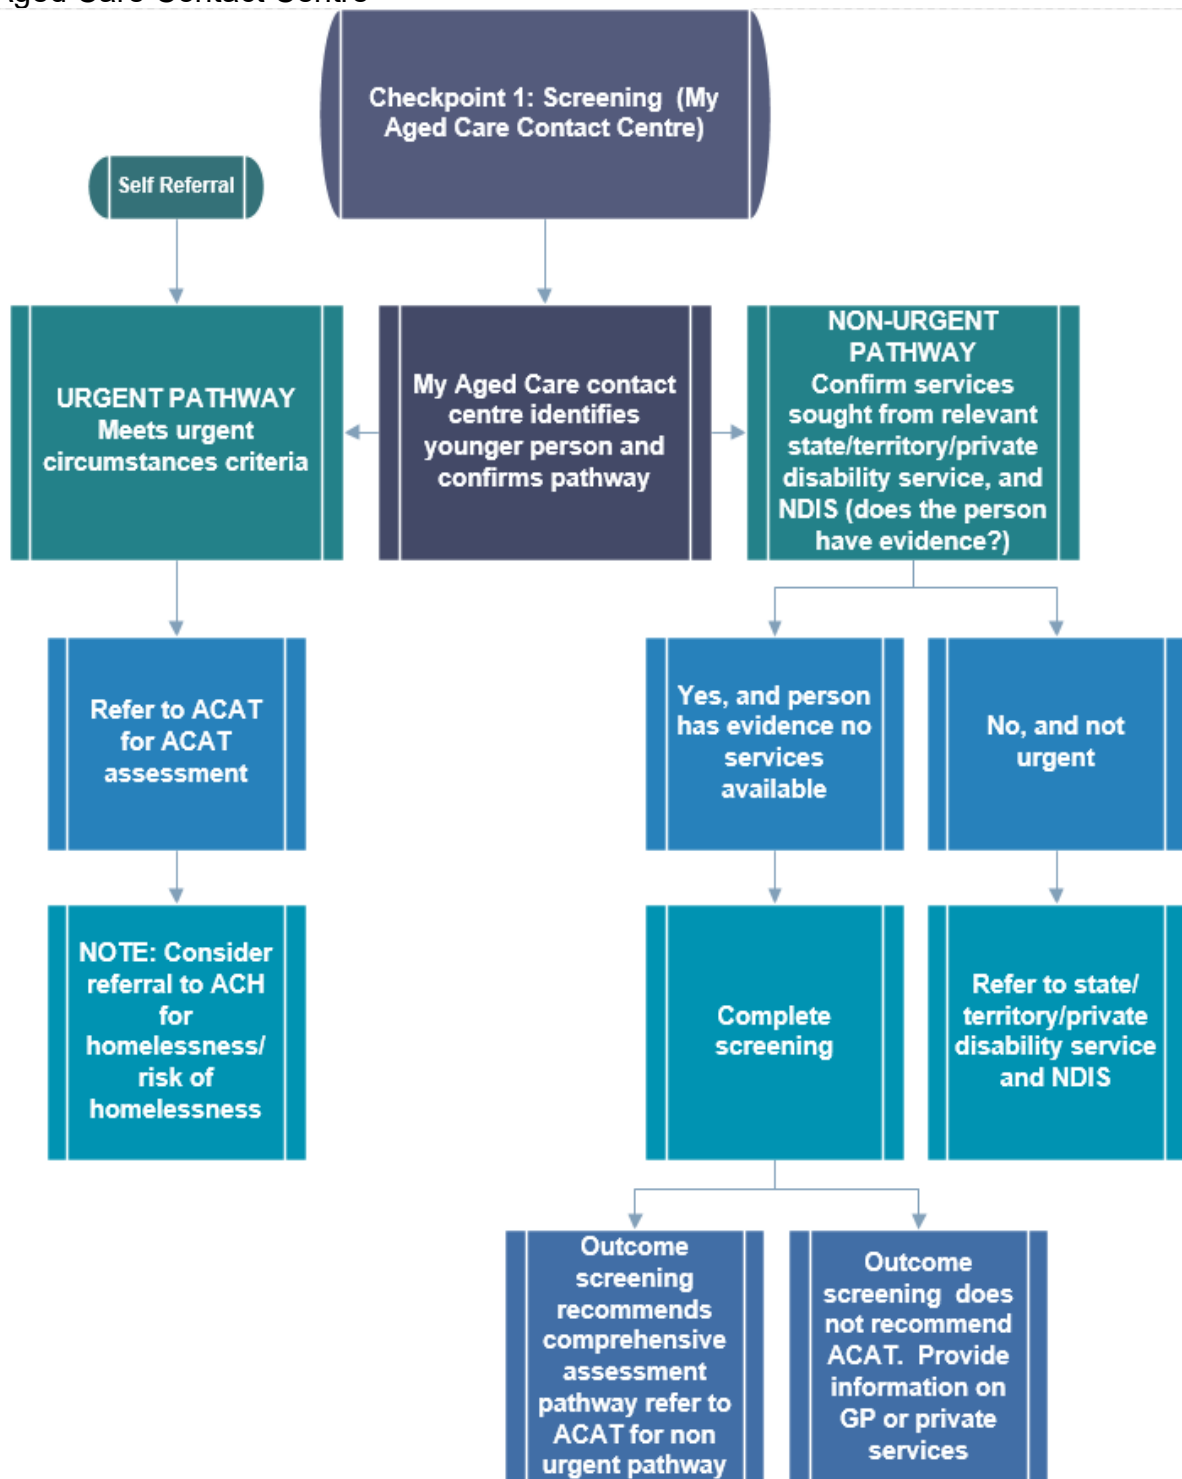 Aged Care Contact Centre
Checkpoint 1: Screening (My
Aged Care Contact Centre)
Self Referral
URGENT PATHWAY
Meets urgent
circumstances criteria
My Aged Care contact
centre identifies
younger person and
confirms pathway
NON-URGENT
PATHWAY
Confirm services
sought from relevant
state/territory/private
disability service, and
NDIS (does the person
have evidence?)
Refer to ACAT
for ACAT
assessment
Yes, and person
has evidence no
services
available
No, and not
urgent
NOTE: Consider
referral to ACH
for
homelessness/
risk of
homelessness
Complete
screening
Refer to state/
territory/private
disability service
and NDIS
Outcome
screening
recommends
comprehensive
assessment
pathway refer to
ACAT for non
urgent pathway
Outcome
screening does
not recommend
ACAT. Provide
information on
GP or private
services